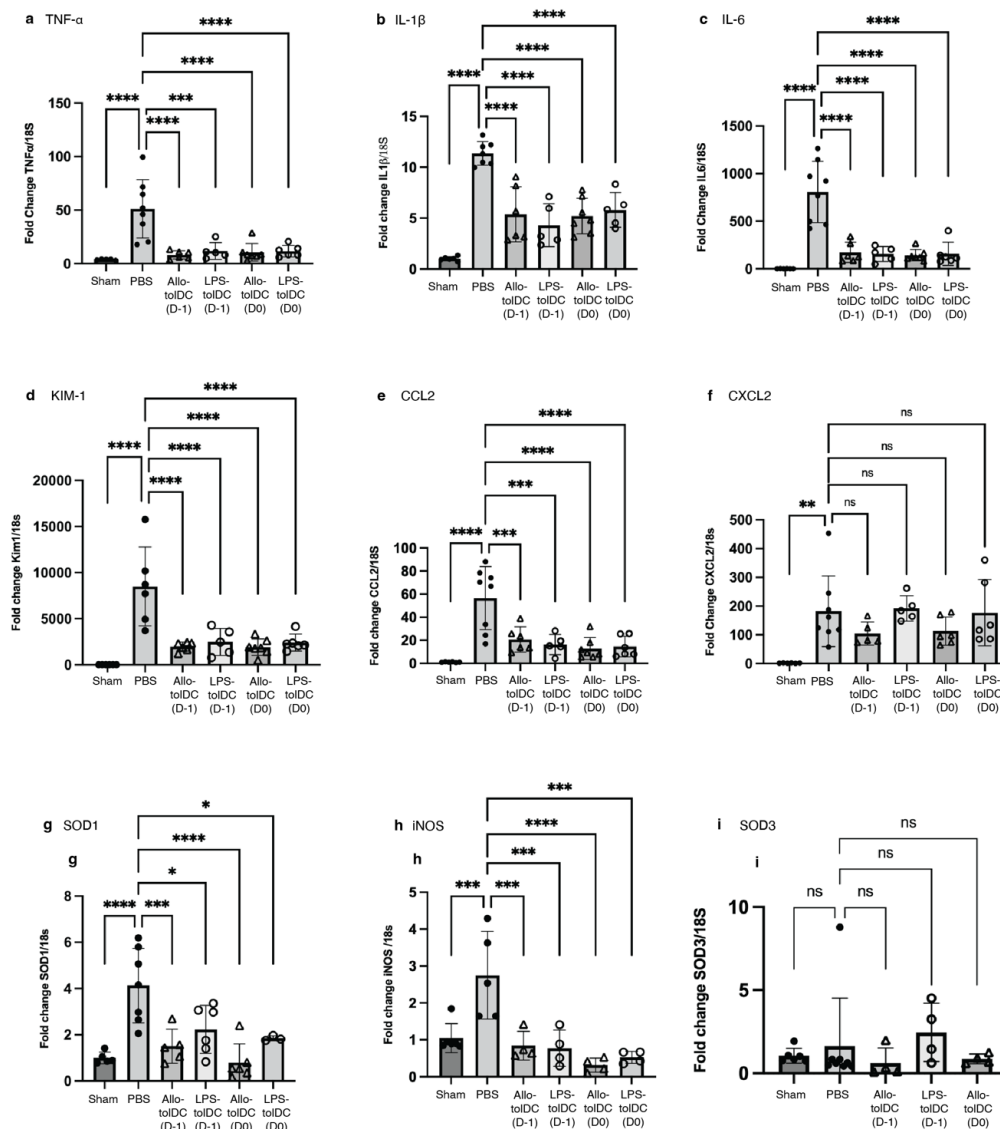 a TNF-α
****
****
**** ***
****
Fold Change TNFα/18S
150
100
50
0
Sham PBS Allo-tolDC (D-1) LPS-tolDC (D-1) Allo-tolDC (D0) LPS-tolDC (D0)
b IL-1β
****
****
**** ****
****
Fold change IL1β/18S
15
10
5
0
Sham PBS Allo-tolDC (D-1) LPS-tolDC (D-1) Allo-tolDC (D0) LPS-tolDC (D0)
c IL-6
****
****
**** ****
****
Fold Change IL6/18S
1500
1000
500
0
Sham PBS Allo-tolDC (D-1) LPS-tolDC (D-1) Allo-tolDC (D0) LPS-tolDC (D0)
d KIM-1
****
****
**** ****
****
Fold change Kim1/18s
20000
15000
10000
5000
0
Sham PBS Allo-tolDC (D-1) LPS-tolDC (D-1) Allo-tolDC (D0) LPS-tolDC (D0)
e CCL2
****
****
***
**** ***
Fold change CCL2/18S
100
80
60
40
20
0
Sham PBS Allo-tolDC (D-1) LPS-tolDC (D-1) Allo-tolDC (D0) LPS-tolDC (D0)
f CXCL2
ns
ns
ns
** ns
Fold Change CXCL2/18s
500
400
300
200
100
0
Sham PBS Allo-tolDC (D-1) LPS-tolDC (D-1) Allo-tolDC (D0) LPS-tolDC (D0)
g SOD1
g
*
****
*
**** ***
Fold change SOD1/18s
8
6
4
2
0
Sham PBS Allo-tolDC (D-1) LPS-tolDC (D-1) Allo-tolDC (D0) LPS-tolDC (D0)
h iNOS
h
***
****
***
*** ***
Fold change iNOS /18s
5
4
3
2
1
0
Sham PBS Allo-tolDC (D-1) LPS-tolDC (D-1) Allo-tolDC (D0) LPS-tolDC (D0)
i SOD3
i
ns
ns
ns ns
Fold change SOD3/18S
10
5
0
Sham PBS Allo-tolDC (D-1) LPS-tolDC (D-1) Allo-tolDC (D0)